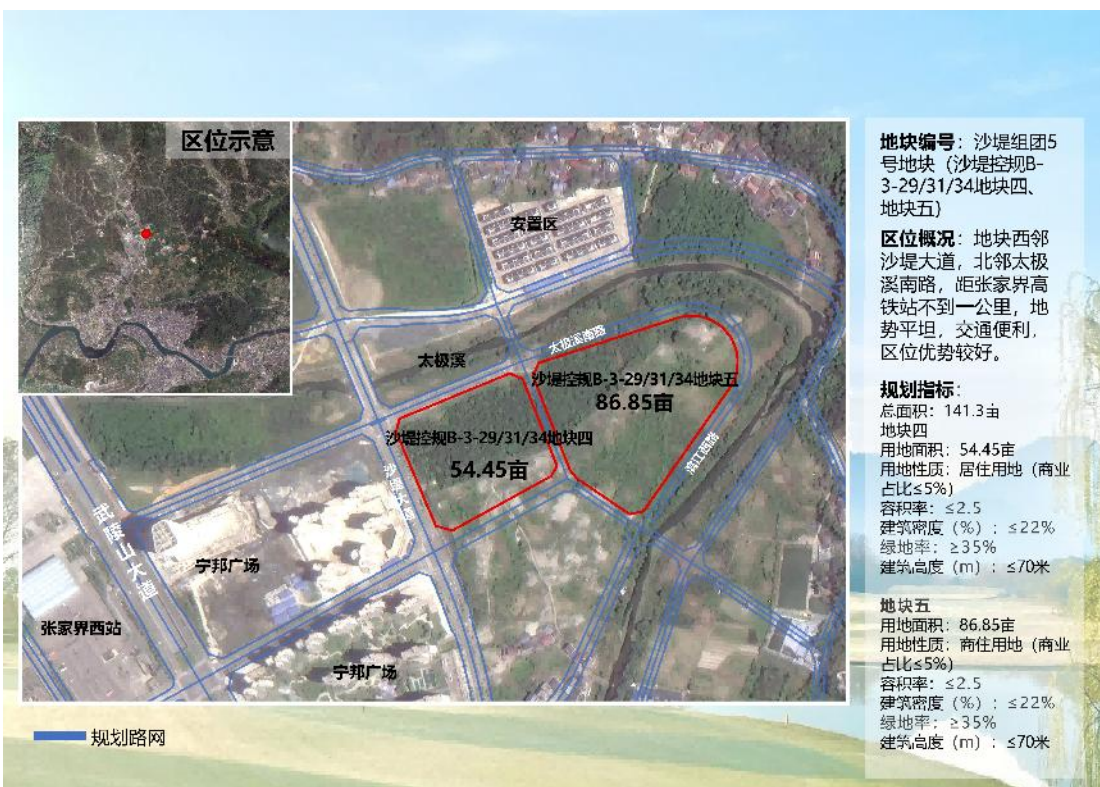 区位示意
安置区
太极溪南路
太极溪
沙堤控规B-3-29/31/34地块五
86.85亩
沙堤控规B-3-29/31/34地块四
54.45亩
沙堤大道
滨江西路
武陵山大道
宁邦广场
张家界西站
宁邦广场
规划路网
地块编号：沙堤组团5
号地块（沙堤控规B-
3-29/31/34地块四、
地块五）
区位概况：地块西邻
沙堤大道，北邻太极
溪南路，距张家界高
铁站不到一公里，地
势平坦，交通便利，
区位优势较好。
规划指标：
总面积：141.3亩
地块四
用地面积：54.45亩
用地性质：居住用地（商业
占比≤5%）
容积率：≤2.5
建筑密度（%）：≤22%
绿地率：≥35%
建筑高度（m）：≤70米
地块五
用地面积：86.85亩
用地性质：商住用地（商业
占比≤5%）
容积率：≤2.5
建筑密度（%）：≤22%
绿地率：≥35%
建筑高度（m）：≤70米